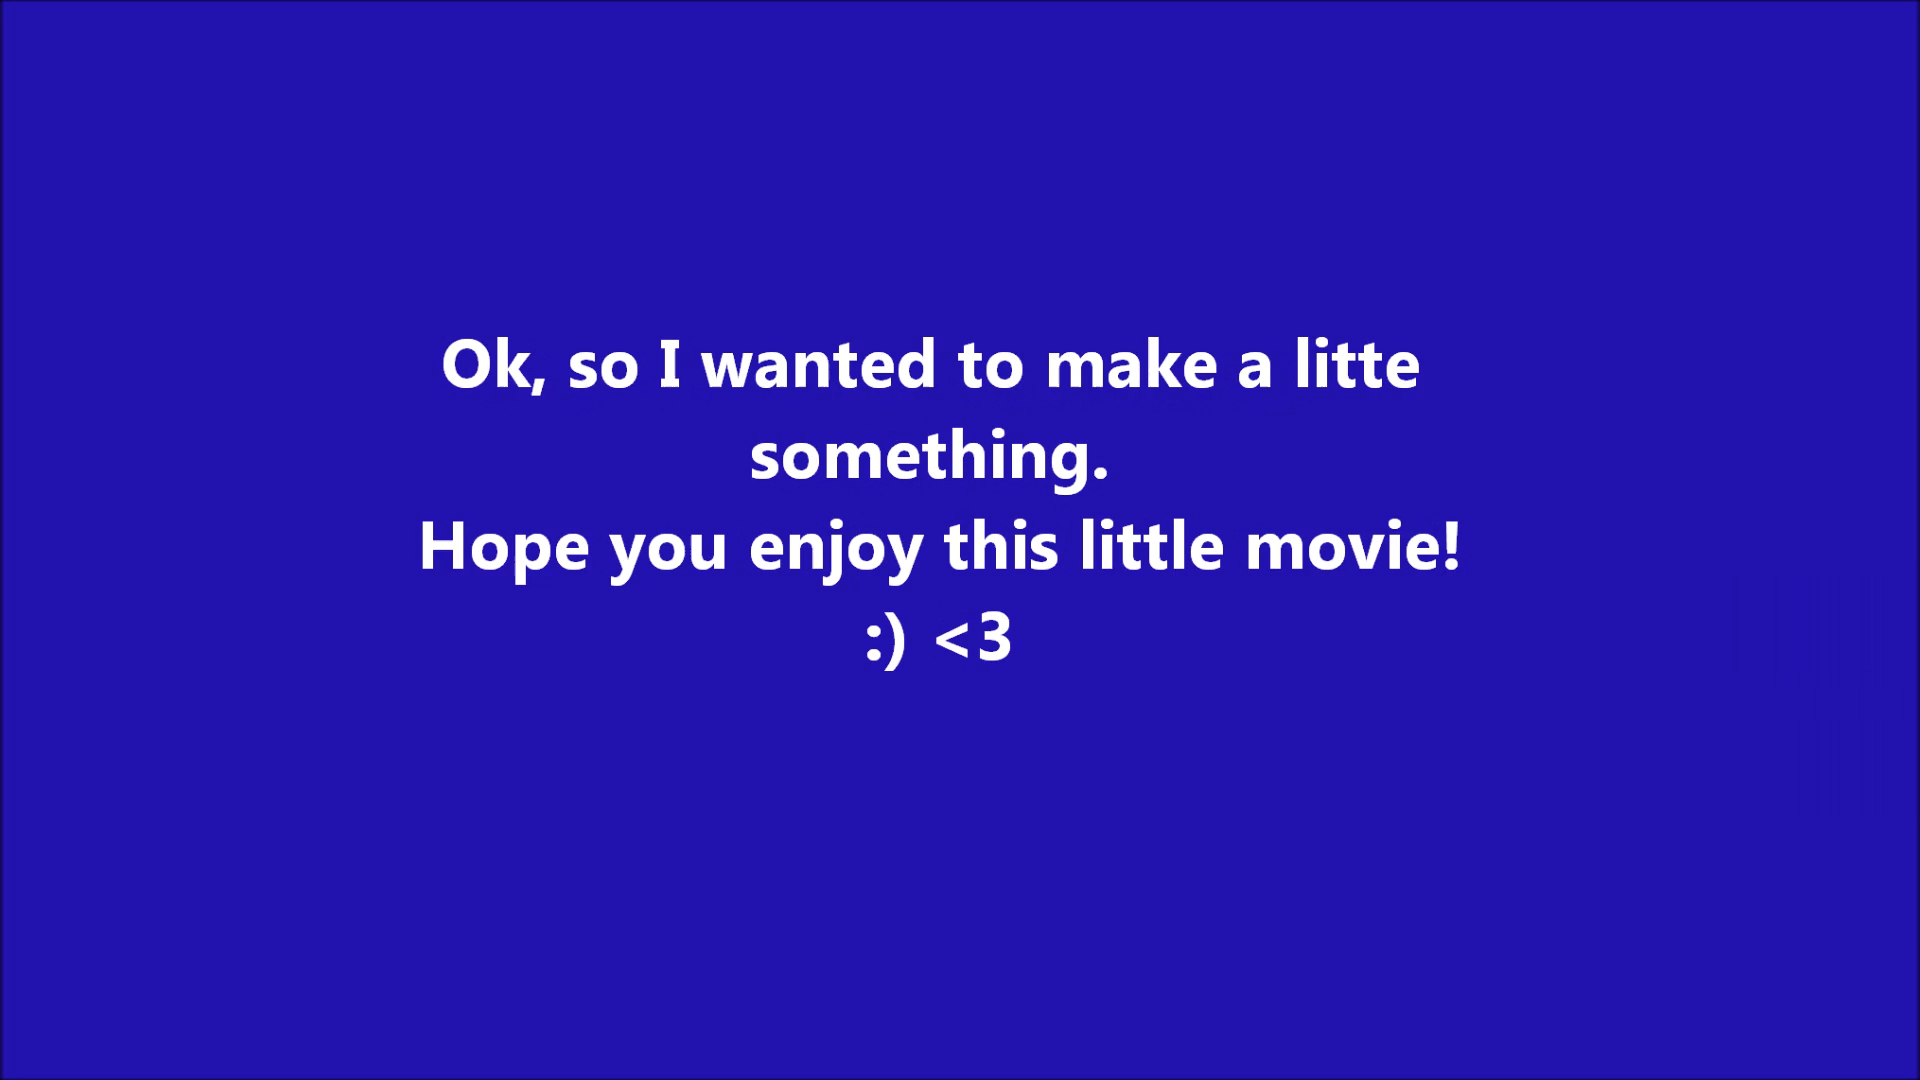 Ok, so I wanted to make a litte
something.
Hope you enjoy this little movie!
:) <3